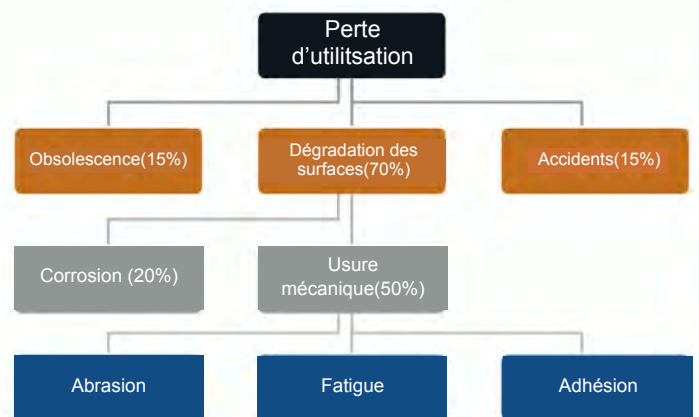 Perte
d’utilitsation
Obsolescence(15%)
Dégradation des
surfaces(70%)
Accidents(15%)
Corrosion (20%)
Usure
mécanique(50%)
Abrasion
Fatigue
Adhésion